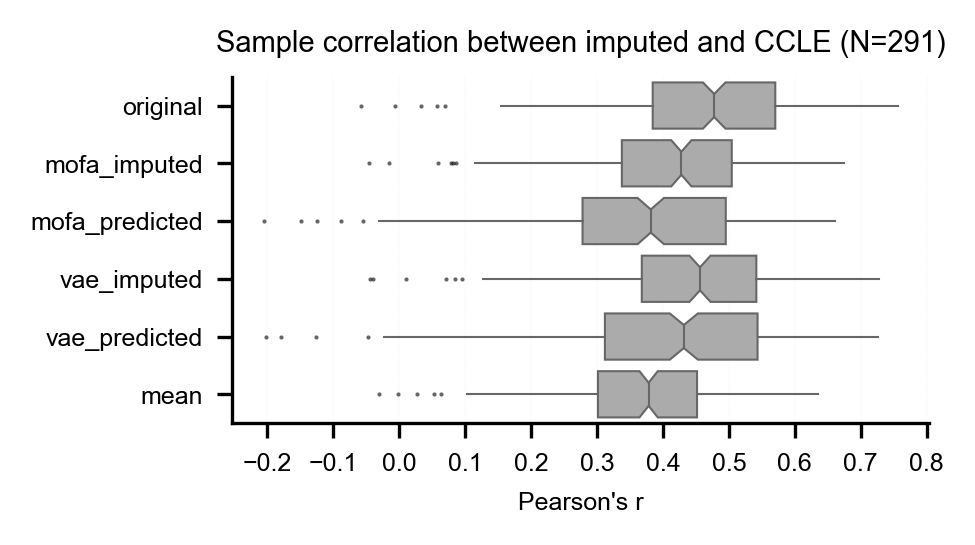 Sample correlation between imputed and CCLE (N=291)
original
mofa_imputed
mofa_predicted
vae_imputed
vae_predicted
mean
−0.2 −0.1 0.0 0.1 0.2 0.3 0.4 0.5 0.6 0.7 0.8
Pearson's r